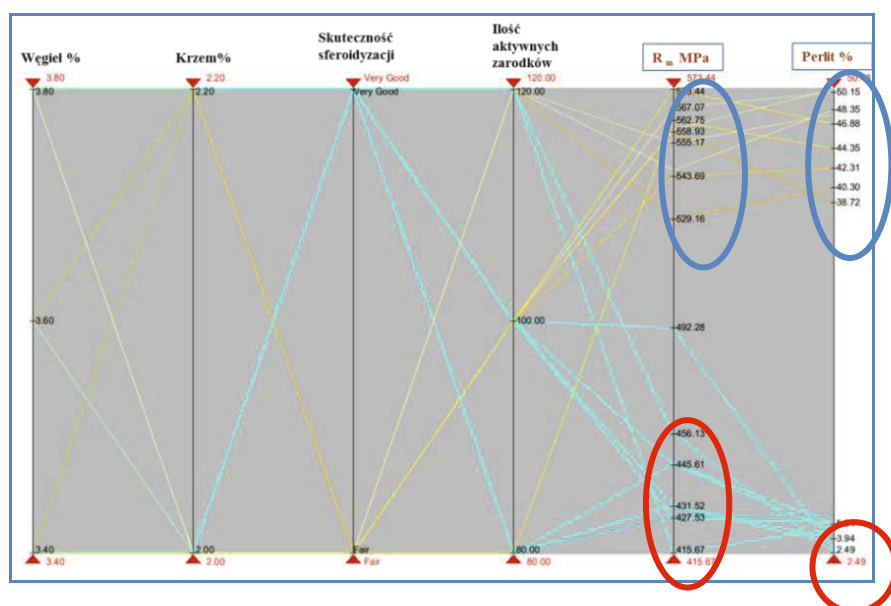 Węgiel %
Krzem%
Skuteczność
sferoidyzacji
Ilość
aktywnych
zarodków
R m MPa
Perlit %
3.80
2.20
Very Good
120.00
573.44
3.80
2.20
Very Good
120.00
567.07
562.75
558.93
555.17
543.69
529.16
50.15
48.35
46.88
44.35
42.31
40.30
38.72
3.60
100.00
492.28
456.13
445.61
431.52
427.53
415.67
3.94
2.49
3.40
2.00
Fair
80.00
3.40
2.00
Fair
80.00
415.67
2.49